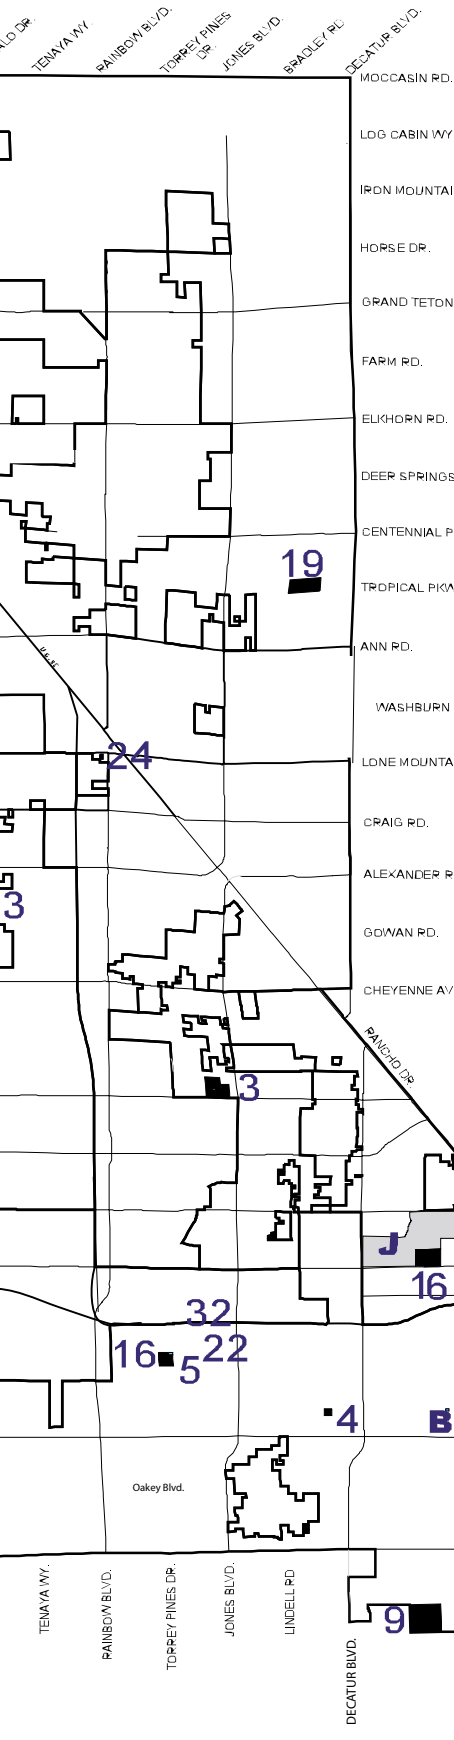 TENAYA WY.
RAINBOW BLVD.
TORREY PINES
DR.
JONES BLVD.
BRADLEY RD
DECATUR BLVD.
MOCCASIN RD.
LOG CABIN WY
IRON MOUNTAI
HORSE DR.
GRAND TETON
FARM RD.
ELKHORN RD.
DEER SPRINGS
CENTENNIAL P
19
TROPICAL PKW
ANN RD.
WASHBURN
24
LONE MOUNTA
CRAIG RD.
ALEXANDER R
3
GOWAN RD.
CHEYENNE AV
RANCHO DR.
3
J
16
32
16
5
22
4
B
Oakey Blvd.
TENAYA WY.
RAINBOW BLVD.
TORREY PINES DR.
JONES BLVD.
LINDELL RD
DECATUR BLVD.
9